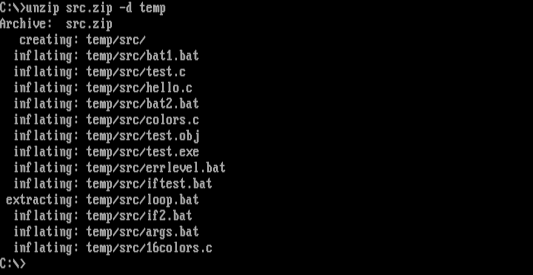 C:\>unzip src.zip -d temp
Archive:  src.zip
   creating: temp/src/
  inflating: temp/src/bat1.bat
  inflating: temp/src/test.c
  inflating: temp/src/hello.c
  inflating: temp/src/bat2.bat
  inflating: temp/src/colors.c
  inflating: temp/src/test.obj
  inflating: temp/src/test.exe
  inflating: temp/src/errlevel.bat
  inflating: temp/src/iftest.bat
 extracting: temp/src/loop.bat
  inflating: temp/src/if2.bat
  inflating: temp/src/args.bat
  inflating: temp/src/16colors.c
C:\>